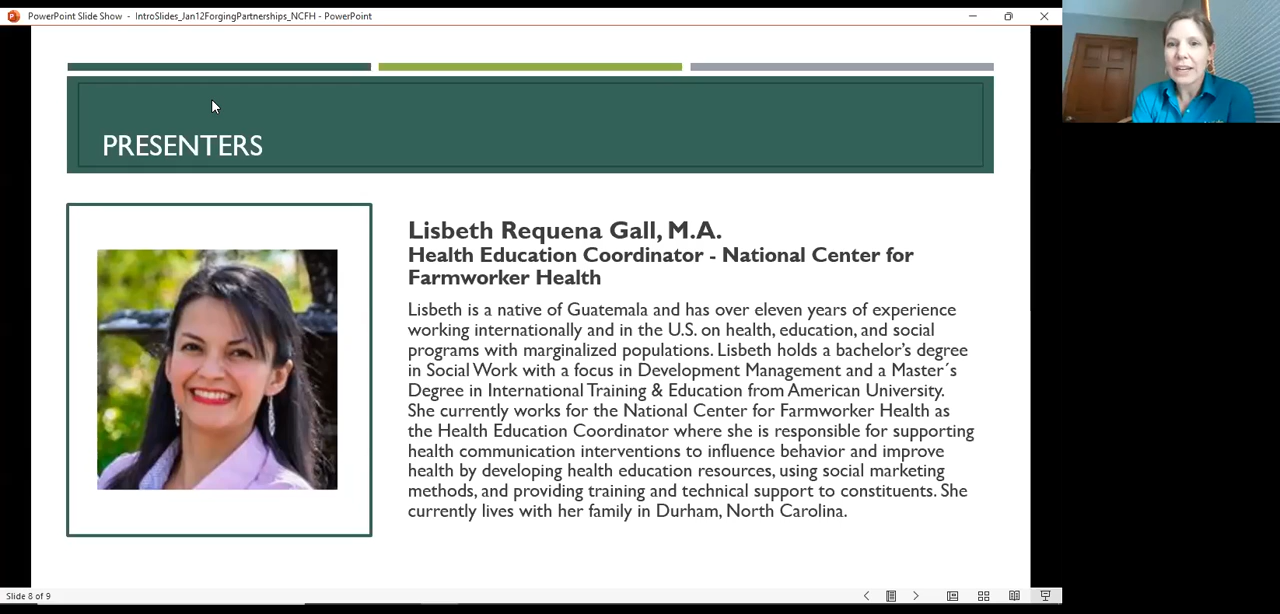 PowerPoint Slide Show - IntroSlides_Jan12ForgingPartnerships_NCFH - PowerPoint
PRESENTERS
Lisbeth Requena Gall, M.A.
Health Education Coordinator - National Center for
Farmworker Health
Lisbeth is a native of Guatemala and has over eleven years of experience
working internationally and in the U.S. on health, education, and social
programs with marginalized populations. Lisbeth holds a bachelor's degree
in Social Work with a focus in Development Management and a Master´s
Degree in International Training & Education from American University.
She currently works for the National Center for Farmworker Health as
the Health Education Coordinator where she is responsible for supporting
health communication interventions to influence behavior and improve
health by developing health education resources, using social marketing
methods, and providing training and technical support to constituents. She
currently lives with her family in Durham, North Carolina.
Slide 8 of 9